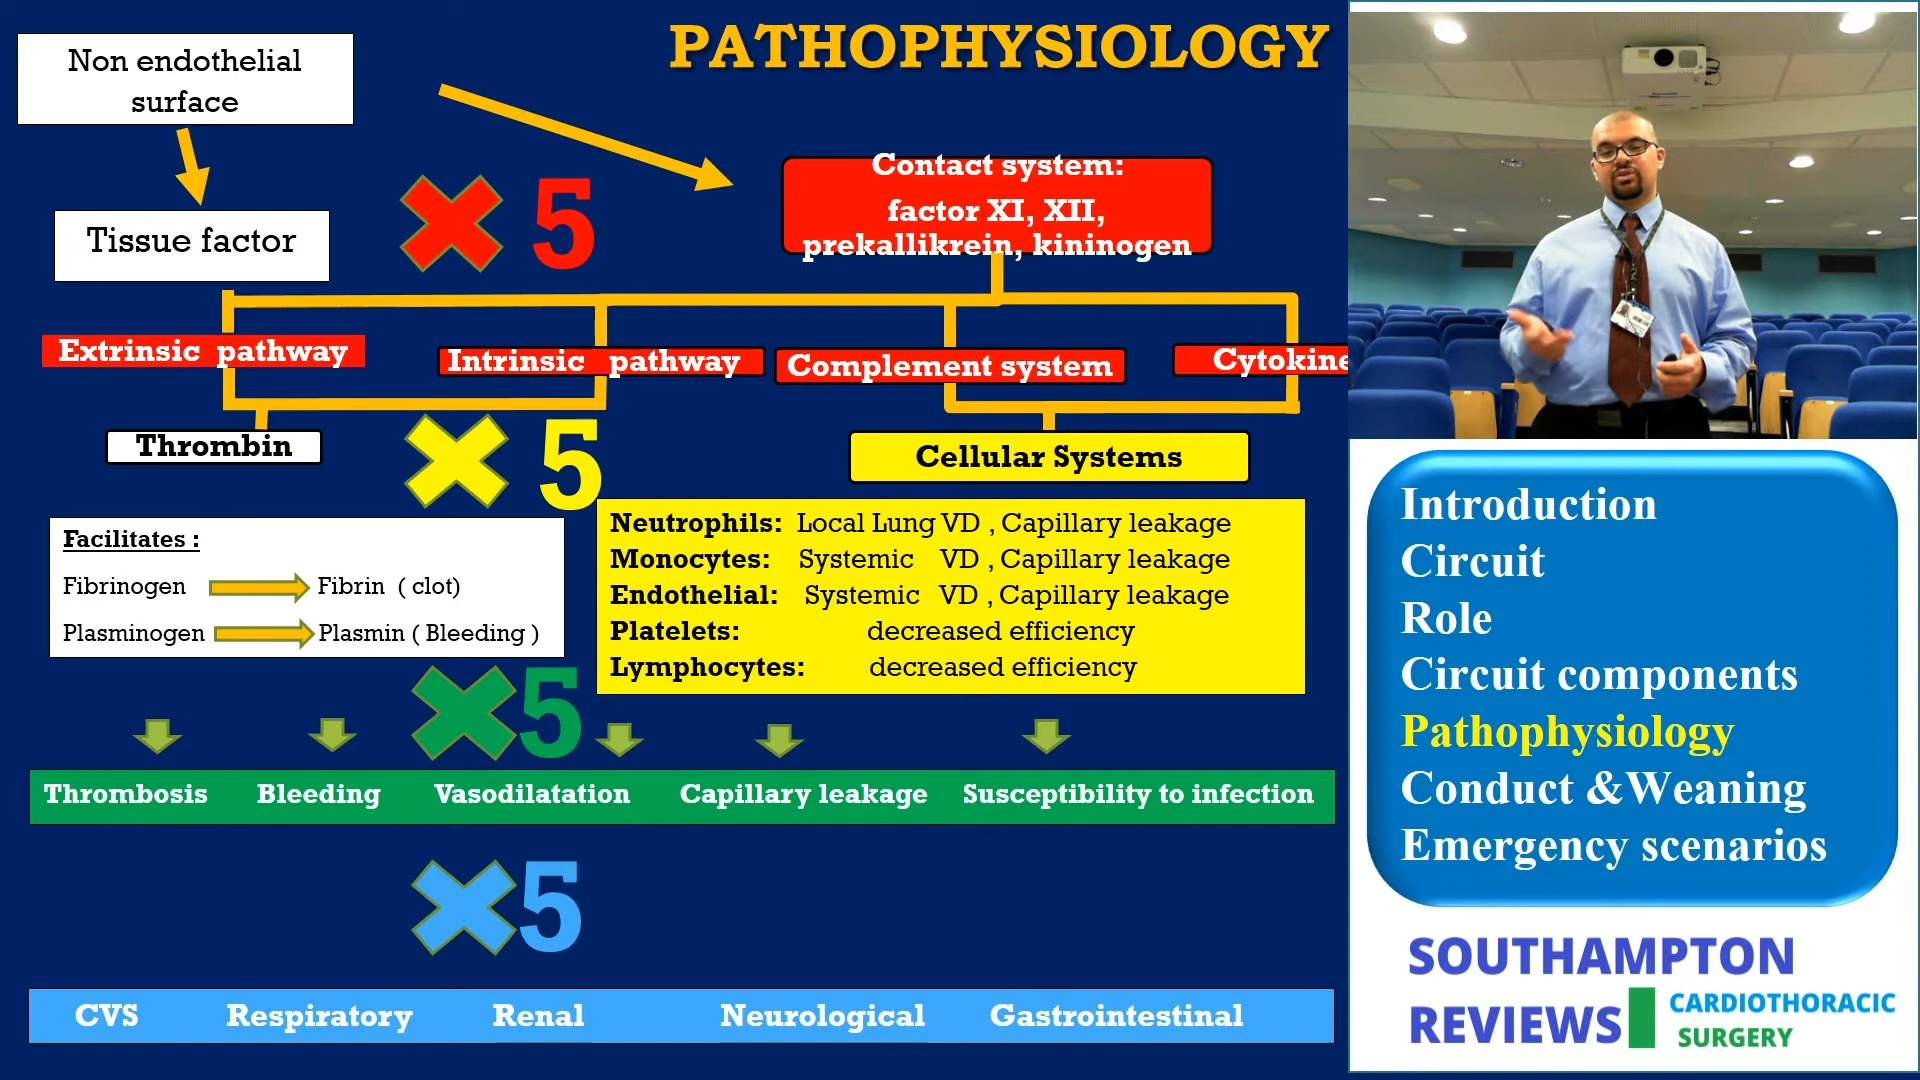 PATHOPHYSIOLOGY
Non endothelial
surface
Contact system:
factor XI, XII,
prekallikrein, kininogen
Tissue factor
5
Extrinsic pathway
Intrinsic pathway
Complement system
Cytokine
Thrombin
5
Cellular Systems
Facilitates :
Fibrinogen Fibrin ( clot)
Plasminogen Plasmin ( Bleeding )
Neutrophils: Local Lung VD , Capillary leakage
Monocytes: Systemic VD , Capillary leakage
Endothelial: Systemic VD , Capillary leakage
Platelets: decreased efficiency
Lymphocytes: decreased efficiency
5
Thrombosis Bleeding Vasodilatation Capillary leakage Susceptibility to infection
5
CVS Respiratory Renal Neurological Gastrointestinal
Introduction
Circuit
Role
Circuit components
Pathophysiology
Conduct &Weaning
Emergency scenarios
SOUTHAMPTON
REVIEWS CARDIOTHORACIC
SURGERY